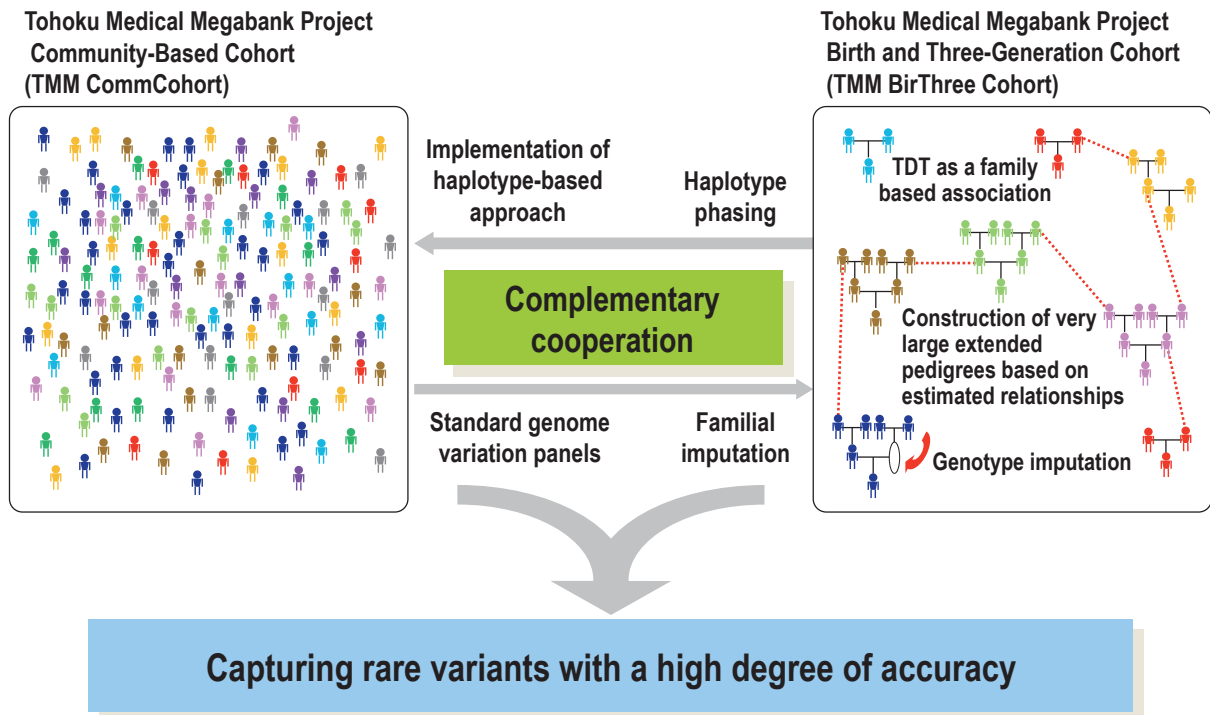 Tohoku Medical Megabank Project
Community-Based Cohort
(TMM CommCohort)
Tohoku Medical Megabank Project
Birth and Three-Generation Cohort
(TMM BirThree Cohort)
Implementation of
haplotype-based
approach
Haplotype
phasing
Complementary
cooperation
Standard genome
variation panels
Familial
imputation
TDT as a family
based association
Construction of very
large extended
pedigrees based on
estimated relationships
Genotype imputation
Capturing rare variants with a high degree of accuracy